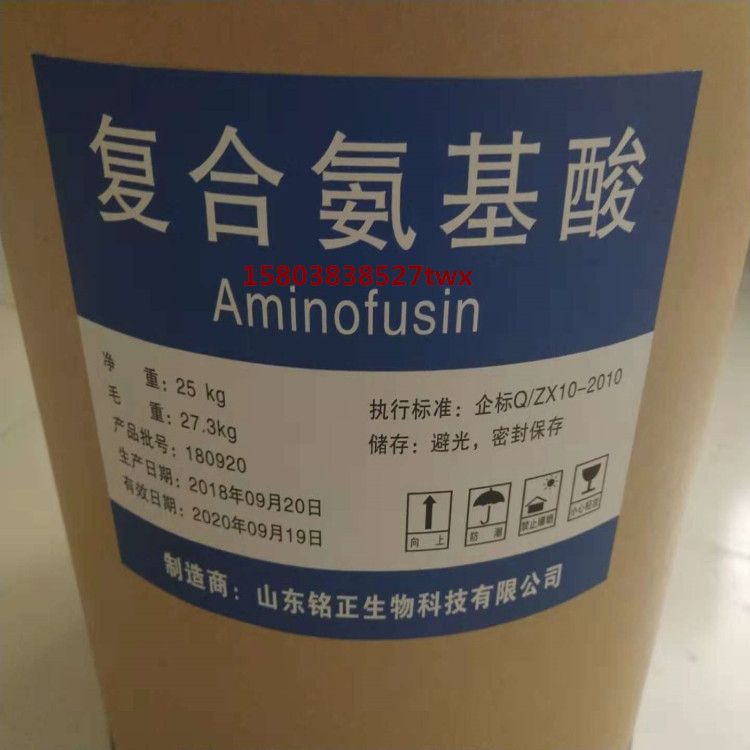 复合氨基酸
15803838527twx
Aminofusin
净 重：25 kg
毛 重：27.3kg
产品批号：180920
生产日期：2018年09月20日
有效日期：2020年09月19日
执行标准：企标Q/ZX10-2010
储存：避光，密封保存
向上
防潮
禁止曝晒
小心轻放
制造商：山东铭正生物科技有限公司